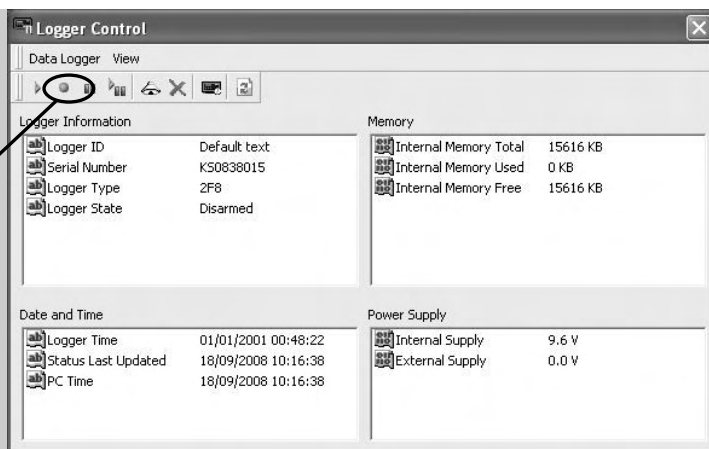 Logger Control
Data Logger View
Logger Information
Logger ID Default text
Serial Number KS0838015
Logger Type 2F8
Logger State Disarmed
Memory
Internal Memory Total 15616 KB
Internal Memory Used 0 KB
Internal Memory Free 15616 KB
Date and Time
Logger Time 01/01/2001 00:48:22
Status Last Updated 18/09/2008 10:16:38
PC Time 18/09/2008 10:16:38
Power Supply
Internal Supply 9.6 V
External Supply 0.0 V